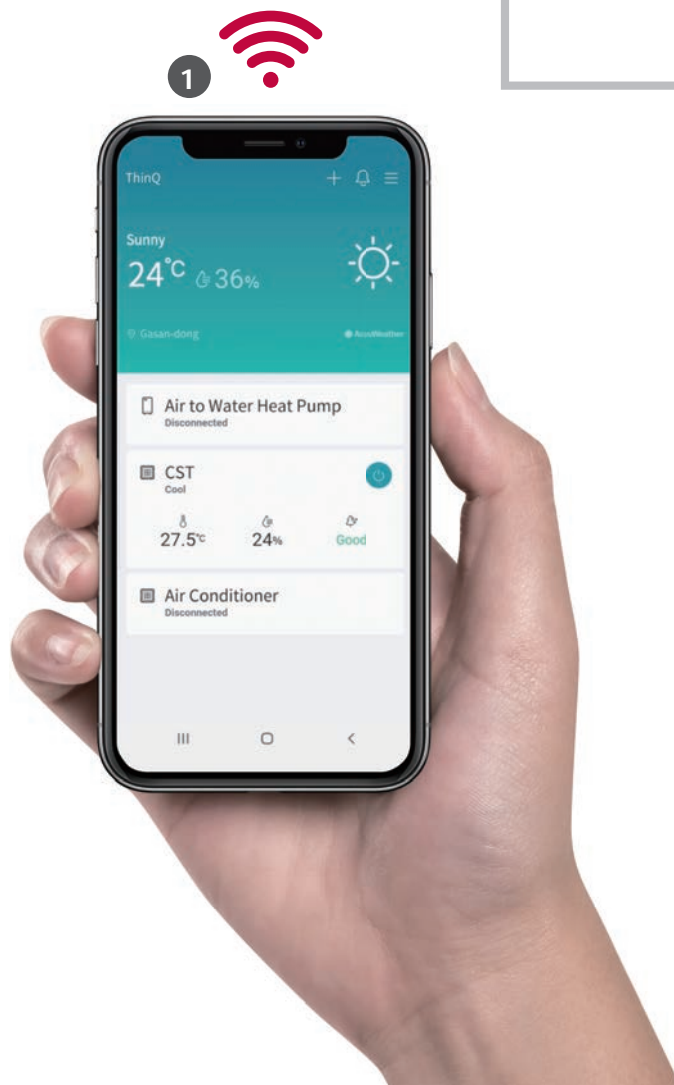 1
ThinQ
Sunny
24°C 36%
Gasan-dong
AccuWeather
Air to Water Heat Pump
Disconnected
CST
Cool
27.5°C 24% Good
Air Conditioner
Disconnected